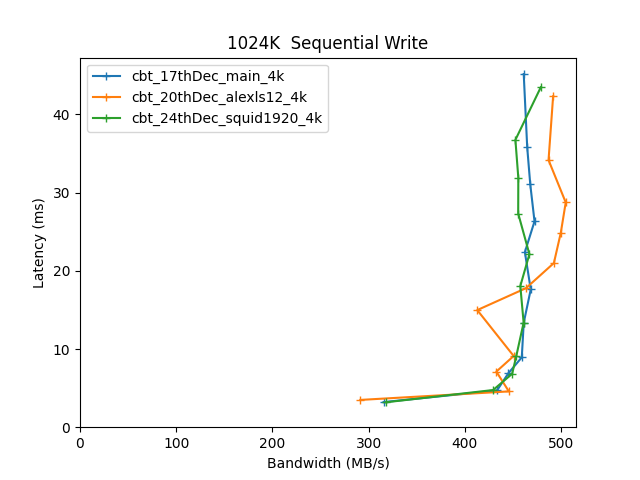 1024K  Sequential Write
cbt_17thDec_main_4k
cbt_20thDec_alexls12_4k
cbt_24thDec_squid1920_4k
Latency (ms)
40
30
20
10
0
0 100 200 300 400 500
Bandwidth (MB/s)